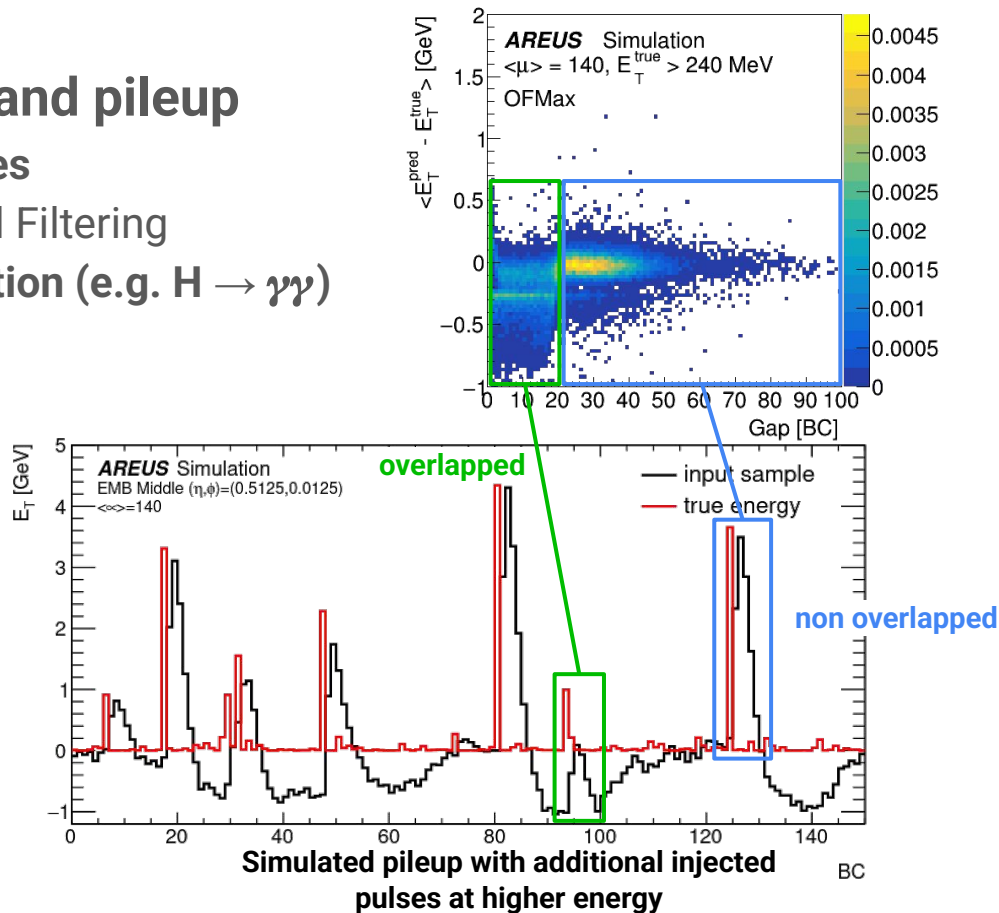 and pileup
es
l Filtering
tion (e.g. H → γγ)
<E_T^pred - E_T^true> [GeV]
2
1.5
1
0.5
0
−0.5
−1
AREUS Simulation
<μ> = 140, E_T^true > 240 MeV
OFMax
0.0045
0.004
0.0035
0.003
0.0025
0.002
0.0015
0.001
0.0005
0
0 10 20 30 40 50 60 70 80 90 100
Gap [BC]
E_T [GeV]
5
4
3
2
1
0
−1
AREUS Simulation
EMB Middle (η,ϕ)=(0.5125,0.0125)
<∞>=140
overlapped
input sample
true energy
non overlapped
0 20 40 60 80 100 120 140
BC
Simulated pileup with additional injected
pulses at higher energy